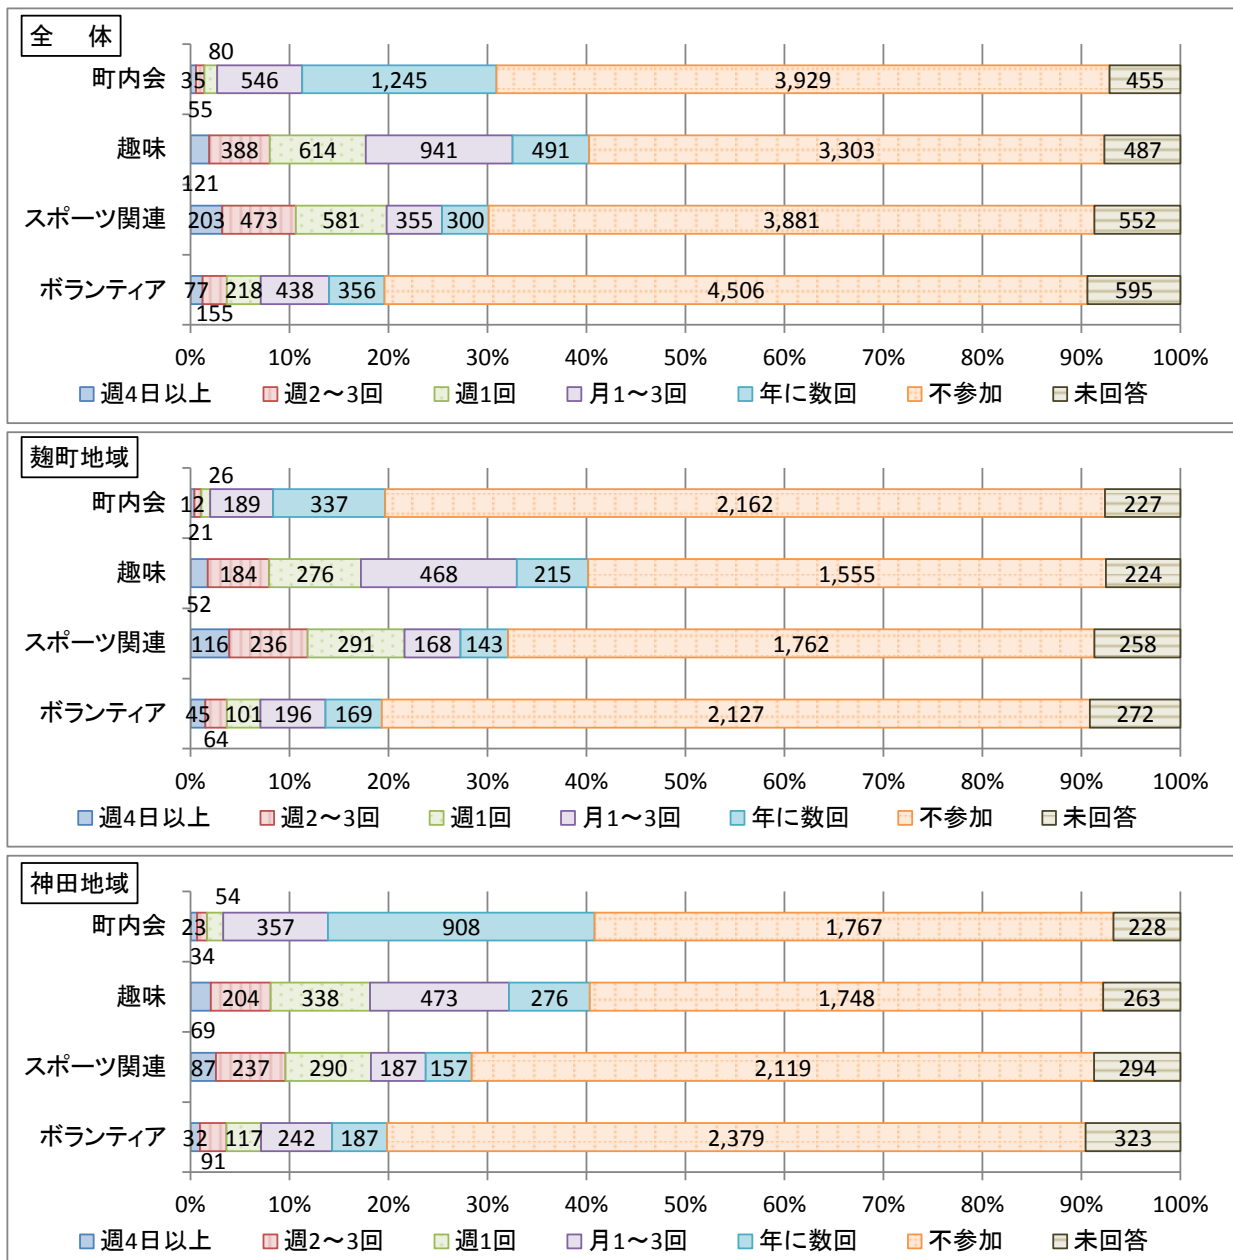 全 体
80
町内会 35 546 1,245 3,929 455
55
趣味 388 614 941 491 3,303 487
121
スポーツ関連 203 473 581 355 300 3,881 552
ボランティア 77 218 438 356 4,506 595
155
0% 10% 20% 30% 40% 50% 60% 70% 80% 90% 100%
週4日以上 週2～3回 週1回 月1～3回 年に数回 不参加 未回答
麹町地域
26
町内会 12 189 337 2,162 227
21
趣味 184 276 468 215 1,555 224
52
スポーツ関連 116 236 291 168 143 1,762 258
ボランティア 45 101 196 169 2,127 272
64
0% 10% 20% 30% 40% 50% 60% 70% 80% 90% 100%
週4日以上 週2～3回 週1回 月1～3回 年に数回 不参加 未回答
神田地域
54
町内会 23 357 908 1,767 228
34
趣味 204 338 473 276 1,748 263
69
スポーツ関連 87 237 290 187 157 2,119 294
ボランティア 32 117 242 187 2,379 323
91
0% 10% 20% 30% 40% 50% 60% 70% 80% 90% 100%
週4日以上 週2～3回 週1回 月1～3回 年に数回 不参加 未回答